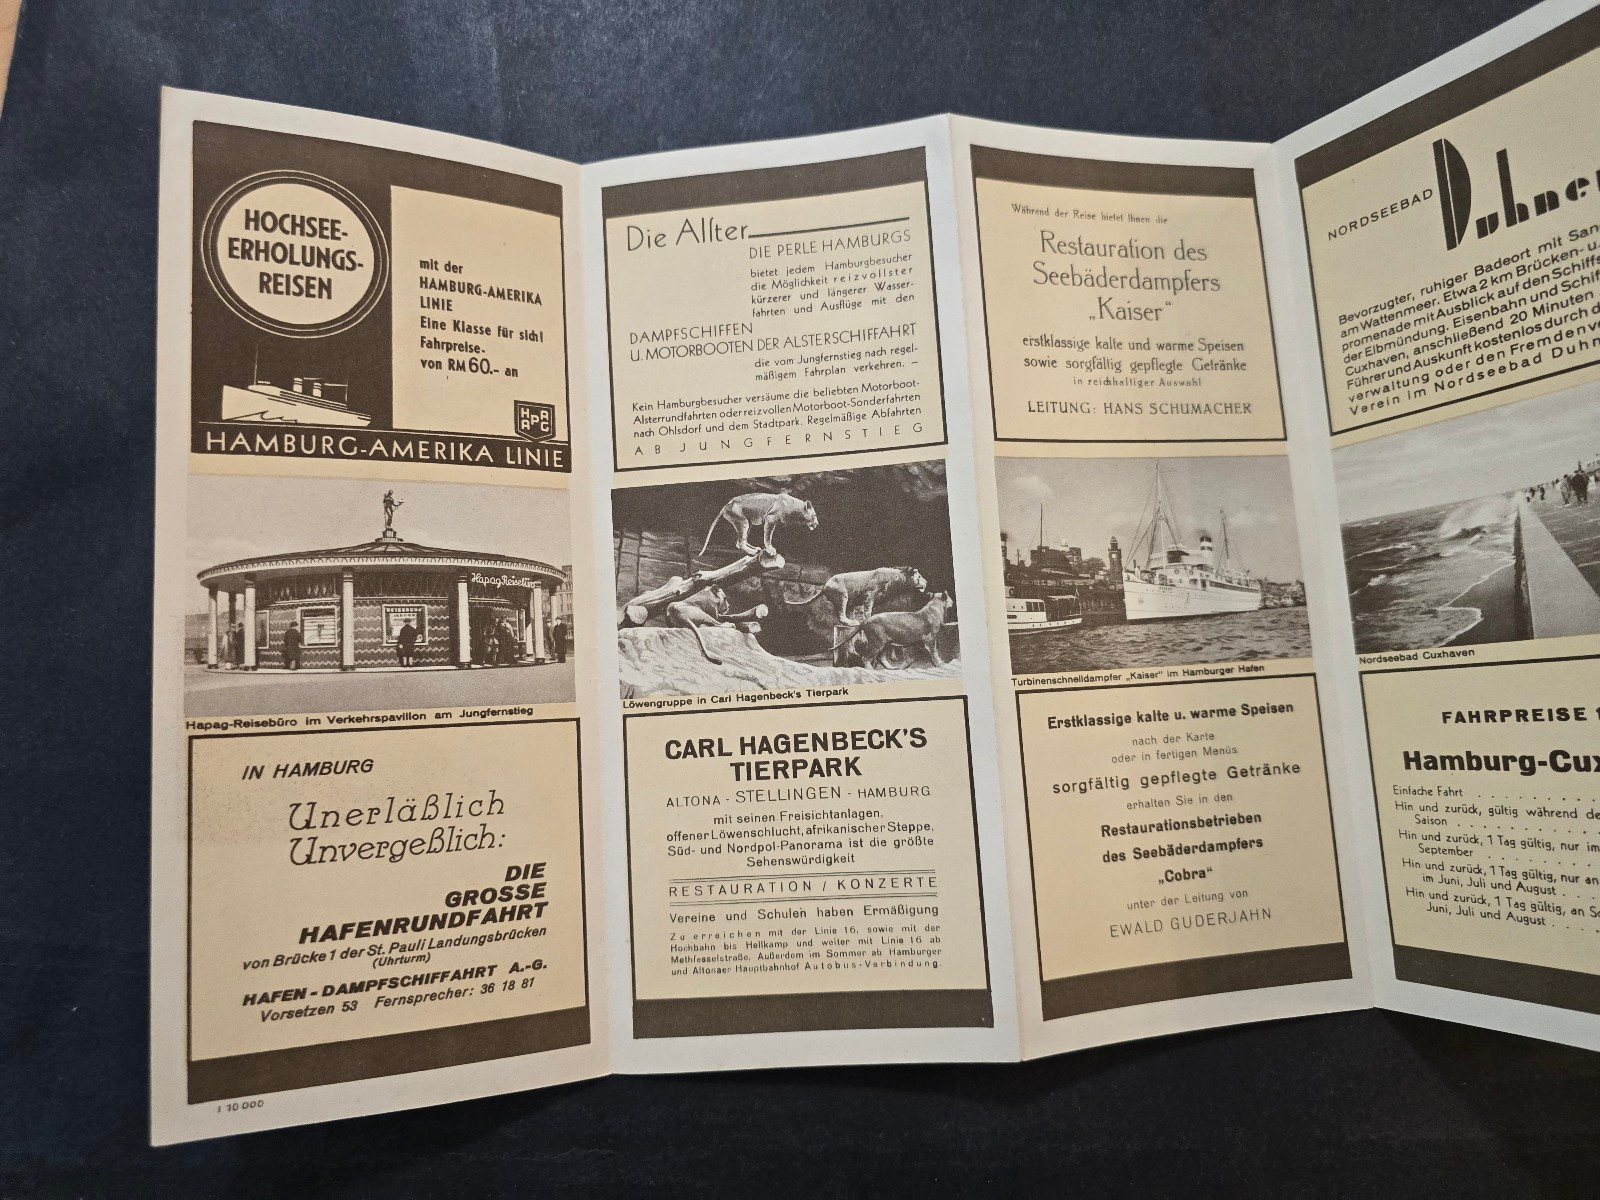 HOCHSEE-
ERHOLUNGS-
REISEN
mit der
HAMBURG-AMERIKA
LINIE
Eine Klasse für sich!
Fahrpreise.
von RM 60.- an
HAPAG
HAMBURG-AMERIKA LINIE
Hapag Reisebüro
REISEBÜRO
Hapag-Reisebüro im Verkehrspavillon am Jungfernstieg
IN HAMBURG
Unerläßlich
Unvergeßlich:
DIE
GROSSE
HAFENRUNDFAHRT
von Brücke 1 der St. Pauli Landungsbrücken
(Uhrturm)
HAFEN-DAMPFSCHIFFAHRT A.-G.
Vorsetzen 53 Fernsprecher: 36 18 81
10 000
Die Alster
DIE PERLE HAMBURGS
bietet jedem Hamburgbesucher
die Möglichkeit reizvollster
kürzerer und längerer Wasser-
fahrten und Ausflüge mit den
DAMPFSCHIFFEN
U. MOTORBOOTEN DER ALSTERSCHIFFAHRT
die vom Jungfernstieg nach regel-
mäßigem Fahrplan verkehren. –
Kein Hamburgbesucher versäume die beliebten Motorboot-
Alsterrundfahrten oder reizvollen Motorboot-Sonderfahrten
nach Ohlsdorf und dem Stadtpark. Regelmäßige Abfahrten
AB JUNGFERNSTIEG
Löwengruppe in Carl Hagenbeck's Tierpark
CARL HAGENBECK'S
TIERPARK
ALTONA - STELLINGEN - HAMBURG
mit seinen Freisichtanlagen,
offener Löwenschlucht, afrikanischer Steppe,
Süd- und Nordpol-Panorama ist die größte
Sehenswürdigkeit
RESTAURATION / KONZERTE
Vereine und Schulen haben Ermäßigung
Zu erreichen mit der Linie 16, sowie mit der
Hochbahn bis Hellkamp und weiter mit Linie 16 ab
Methfesselstraße. Außerdem im Sommer ab Hamburger
und Altonaer Hauptbahnhof Autobus-Verbindung.
Während der Reise bietet Ihnen die
Restauration des
Seebäderdampfers
„Kaiser“
erstklassige kalte und warme Speisen
sowie sorgfältig gepflegte Getränke
in reichhaltiger Auswahl
LEITUNG: HANS SCHUMACHER
Turbinenschnelldampfer „Kaiser“ im Hamburger Hafen
Erstklassige kalte u. warme Speisen
nach der Karte
oder in fertigen Menüs
sorgfältig gepflegte Getränke
erhalten Sie in den
Restaurationsbetrieben
des Seebäderdampfers
„Cobra“
unter der Leitung von
EWALD GUDERJAHN
NORDSEEBAD
Duhne
Bevorzugter, ruhiger Badeort mit San
am Wattenmeer. Etwa 2 km Brücken- u.
promenade mit Ausblick auf den Schiffs
der Elbmündung. Eisenbahn und Schif
Cuxhaven, anschließend 20 Minuten
Führer und Auskunft kostenlos durch d
verwaltung oder den Fremdenve
Verein im Nordseebad Duhn
Nordseebad Cuxhaven
FAHRPREISE 1
Hamburg-Cux
Einfache Fahrt . . . . . . . . .
Hin und zurück, gültig während de
Saison . . . . . . . . .
Hin und zurück, 1 Tag gültig, nur im
September . . . . . . .
Hin und zurück, 1 Tag gültig, nur an
im Juni, Juli und August . .
Hin und zurück, 1 Tag gültig, an So
Juni, Juli und August . . . .